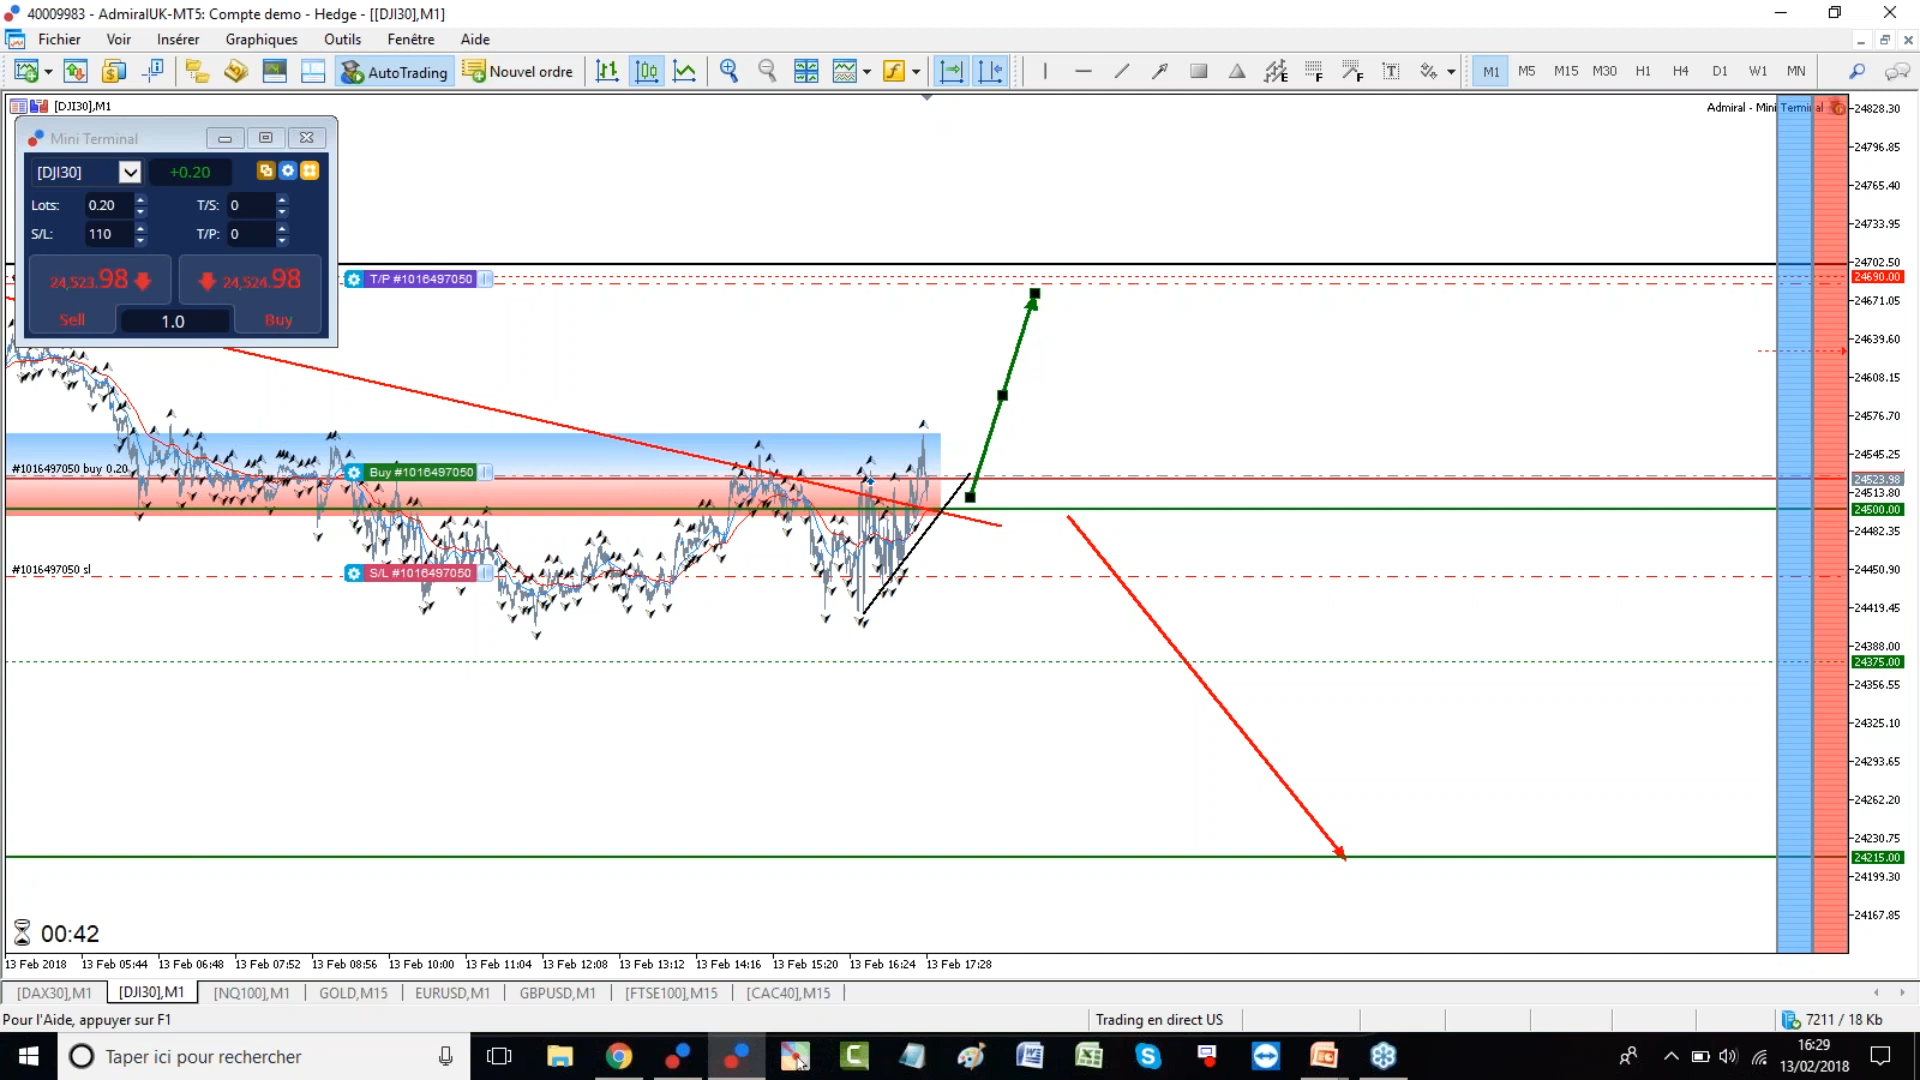 40009983 - AdmiralUK-MT5: Compte demo - Hedge - [[DJI30],M1]
Fichier Voir Insérer Graphiques Outils Fenêtre Aide
AutoTrading Nouvel ordre M1 M5 M15 M30 H1 H4 D1 W1 MN
[DJI30],M1
Admiral - Mini Terminal
Mini Terminal
[DJI30] +0.20
Lots: 0.20 T/S: 0
S/L: 110 T/P: 0
24,523.98 24,524.98
Sell 1.0 Buy
T/P #1016497050
#1016497050 buy 0.20
Buy #1016497050
#1016497050 sl
S/L #1016497050
24828.30
24796.85
24765.40
24733.95
24702.50
24690.00
24671.05
24639.60
24608.15
24576.70
24545.25
24523.98
24513.80
24500.00
24482.35
24450.90
24419.45
24388.00
24375.00
24356.55
24325.10
24293.65
24262.20
24230.75
24215.00
24199.30
24167.85
00:42
13 Feb 2018 13 Feb 05:44 13 Feb 06:48 13 Feb 07:52 13 Feb 08:56 13 Feb 10:00 13 Feb 11:04 13 Feb 12:08 13 Feb 13:12 13 Feb 14:16 13 Feb 15:20 13 Feb 16:24 13 Feb 17:28
[DAX30],M1 [DJI30],M1 [NQ100],M1 GOLD,M15 EURUSD,M1 GBPUSD,M1 [FTSE100],M15 [CAC40],M15
Pour l'Aide, appuyer sur F1
Trading en direct US
7211 / 18 Kb
Taper ici pour rechercher
16:29
13/02/2018